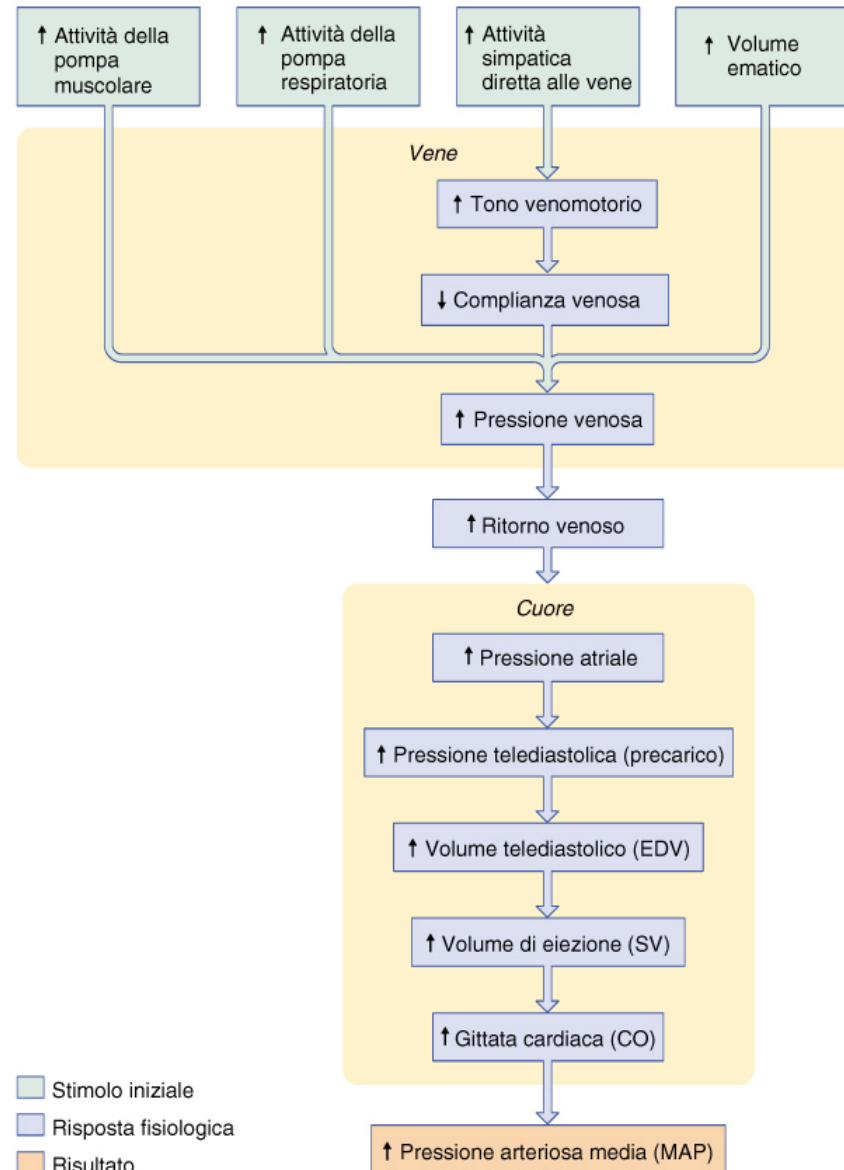 ↑ Attività della
pompa
muscolare
↑ Attività della
pompa
respiratoria
↑ Attività
simpatica
diretta alle vene
↑ Volume
ematico
Vene
↑ Tono venomotorio
↓ Complianza venosa
↑ Pressione venosa
↑ Ritorno venoso
Cuore
↑ Pressione atriale
↑ Pressione telediastolica (precarico)
↑ Volume telediastolico (EDV)
↑ Volume di eiezione (SV)
↑ Gittata cardiaca (CO)
↑ Pressione arteriosa media (MAP)
Stimolo iniziale
Risposta fisiologica
Risultato